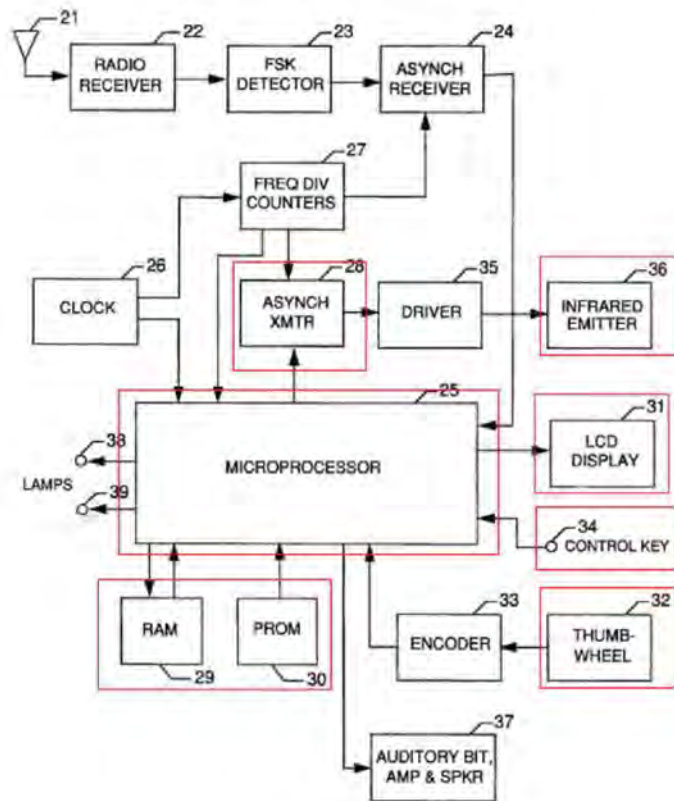 21
22
RADIO
RECEIVER
23
FSK
DETECTOR
24
ASYNCH
RECEIVER
27
FREQ DIV
COUNTERS
26
CLOCK
28
ASYNCH
XMTR
35
DRIVER
36
INFRARED
EMITTER
25
MICROPROCESSOR
38
LAMPS
39
31
LCD
DISPLAY
34
CONTROL KEY
RAM
29
PROM
30
33
ENCODER
32
THUMB-
WHEEL
37
AUDITORY BIT,
AMP & SPKR